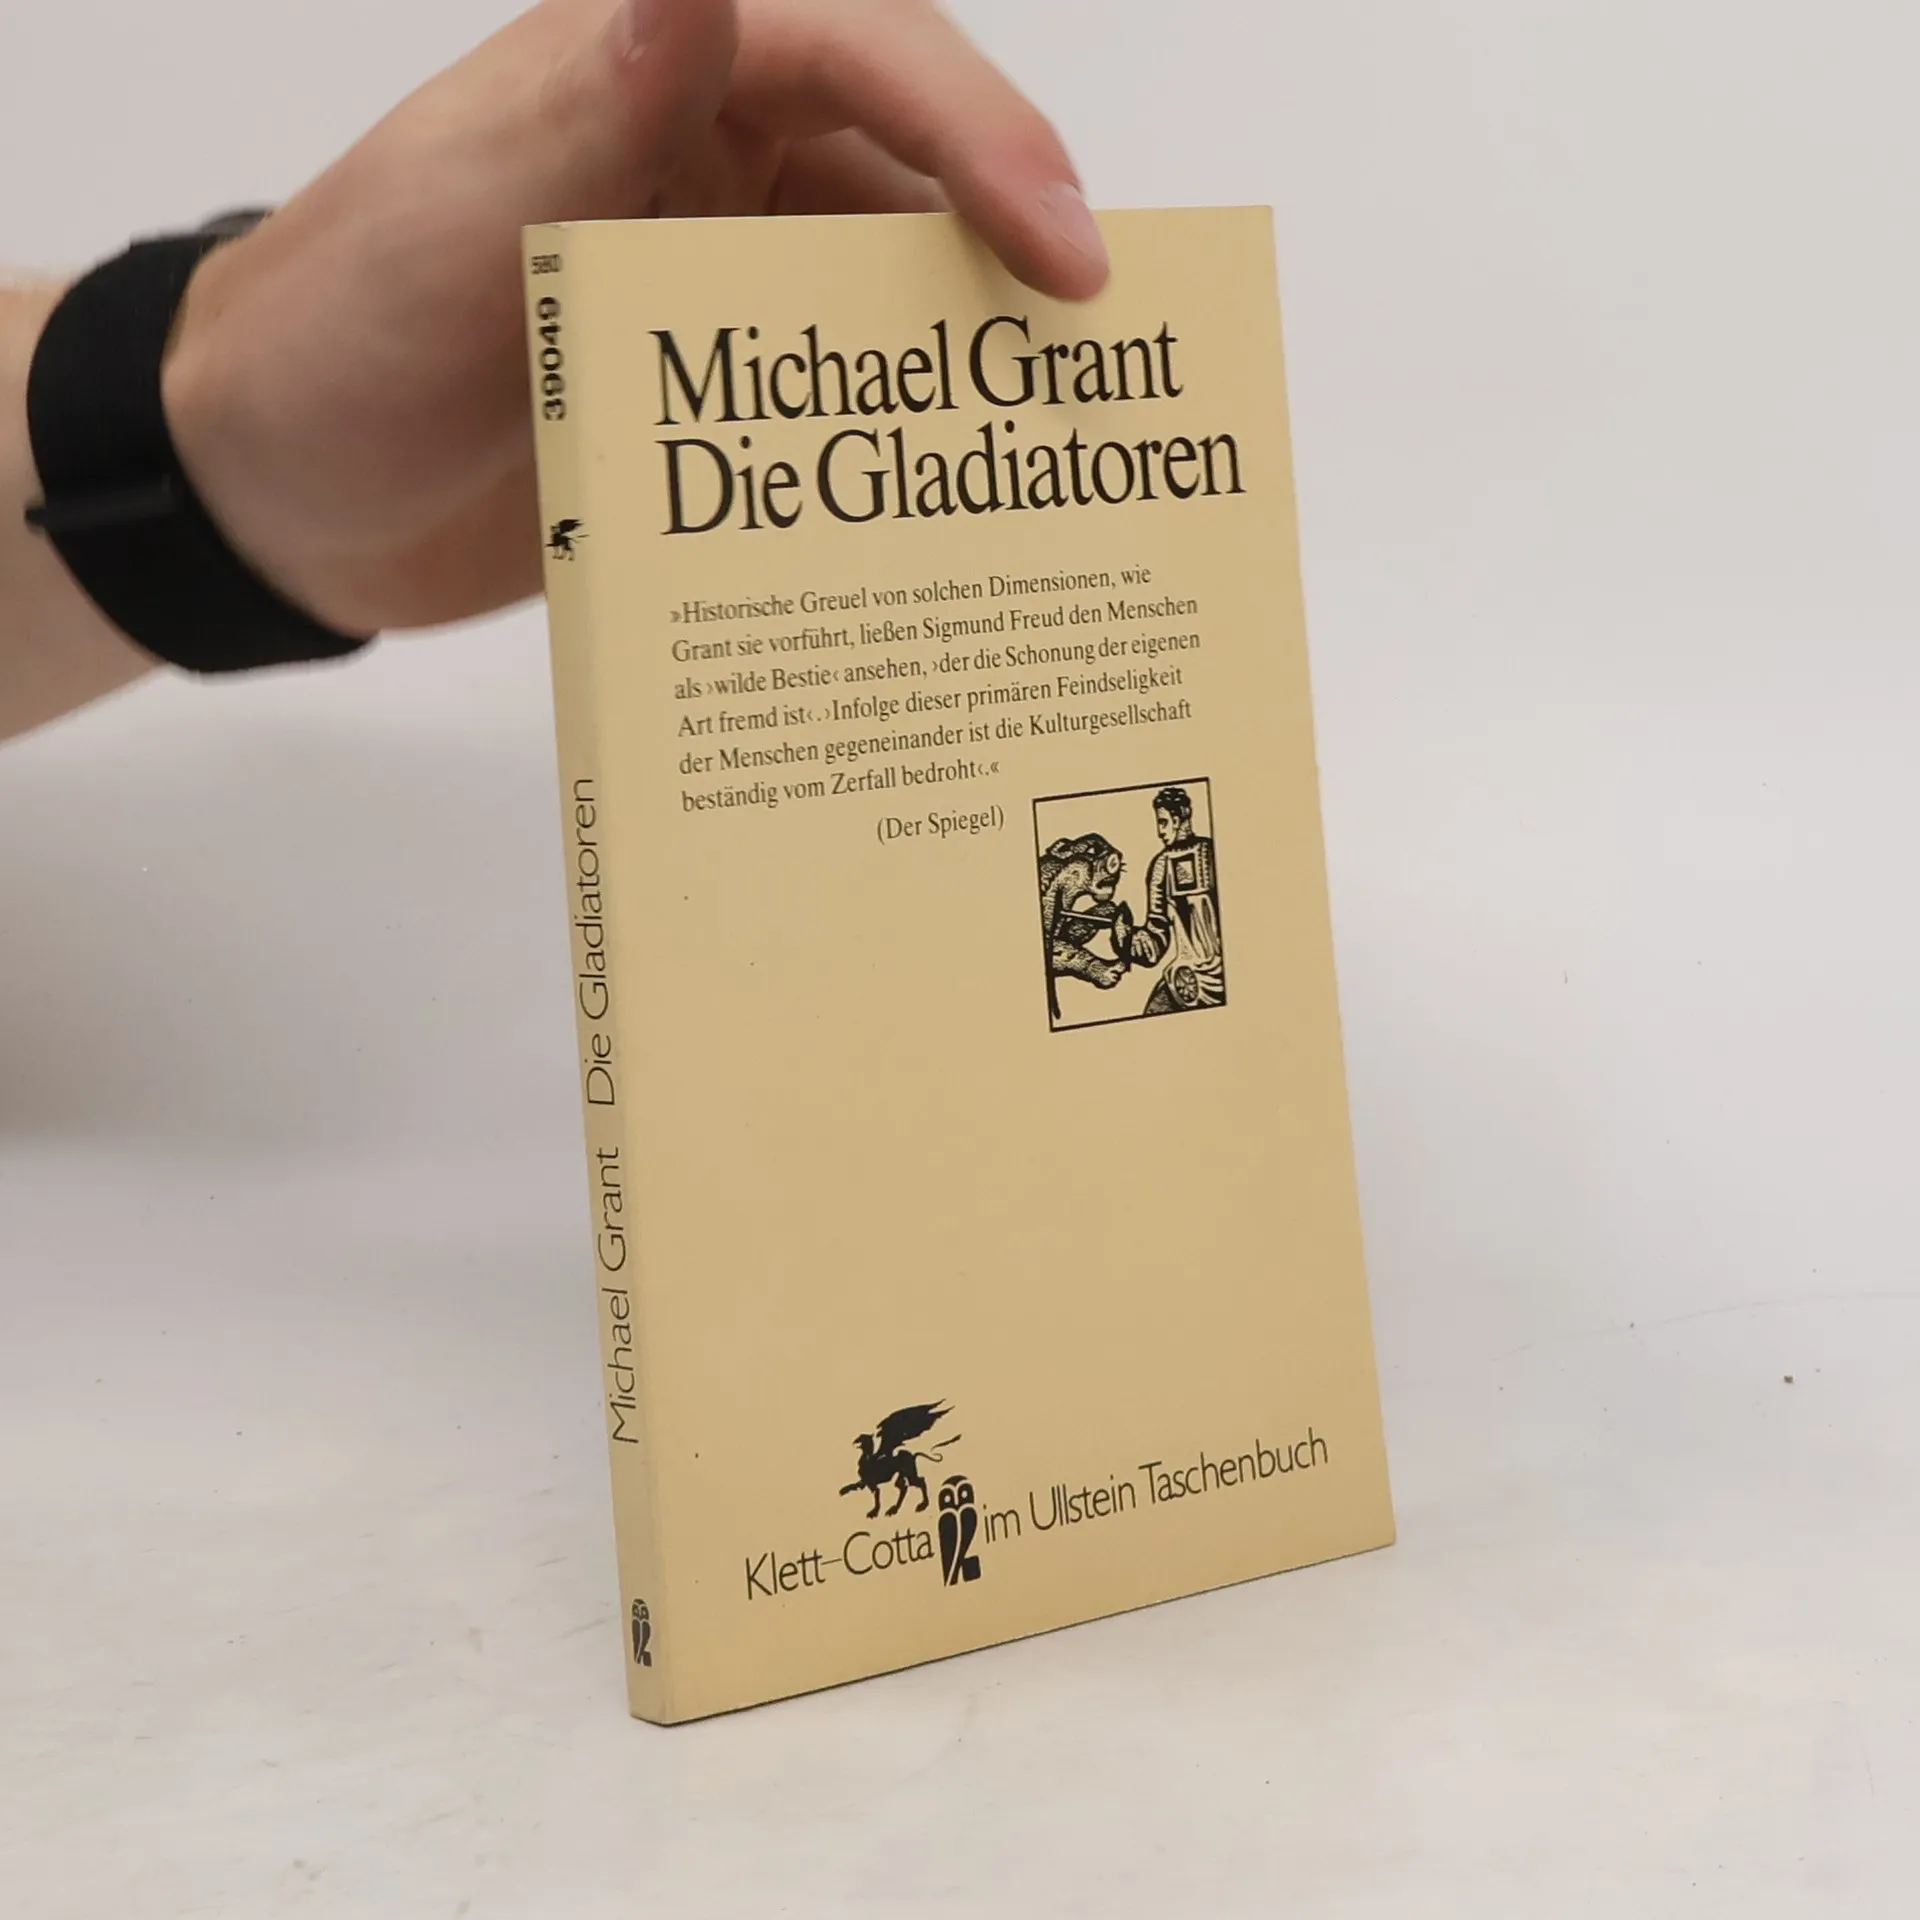 580
39049
Michael Grant Die Gladiatoren
Michael Grant
Die Gladiatoren
»Historische Greuel von solchen Dimensionen, wie
Grant sie vorführt, ließen Sigmund Freud den Menschen
als ›wilde Bestie‹ ansehen, ›der die Schonung der eigenen
Art fremd ist‹. ›Infolge dieser primären Feindseligkeit
der Menschen gegeneinander ist die Kulturgesellschaft
beständig vom Zerfall bedroht‹.«
(Der Spiegel)
Klett–Cotta im Ullstein Taschenbuch